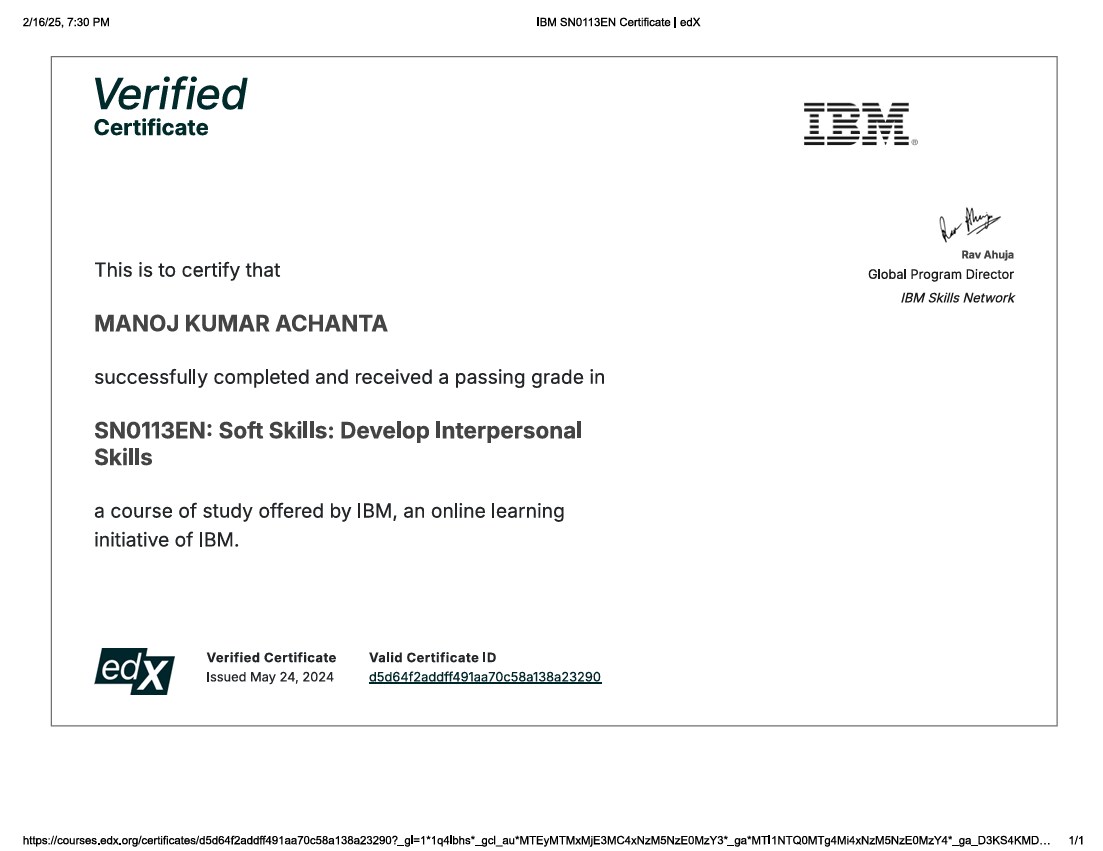 2/16/25, 7:30 PM
IBM SN0113EN Certificate | edX
Verified
Certificate
IBM®
Rav Ahuja
Rav Ahuja
Global Program Director
IBM Skills Network
This is to certify that
MANOJ KUMAR ACHANTA
successfully completed and received a passing grade in
SN0113EN: Soft Skills: Develop Interpersonal
Skills
a course of study offered by IBM, an online learning
initiative of IBM.
edX
Verified Certificate
Issued May 24, 2024
Valid Certificate ID
d5d64f2addff491aa70c58a138a23290
https://courses.edx.org/certificates/d5d64f2addff491aa70c58a138a23290?_gl=1*1q4lbhs*_gcl_au*MTEyMTMxMjE3MC4xNzM5NzE0MzY3*_ga*MTI1NTQ0MTg4Mi4xNzM5NzE0MzY4*_ga_D3KS4KMD…
1/1